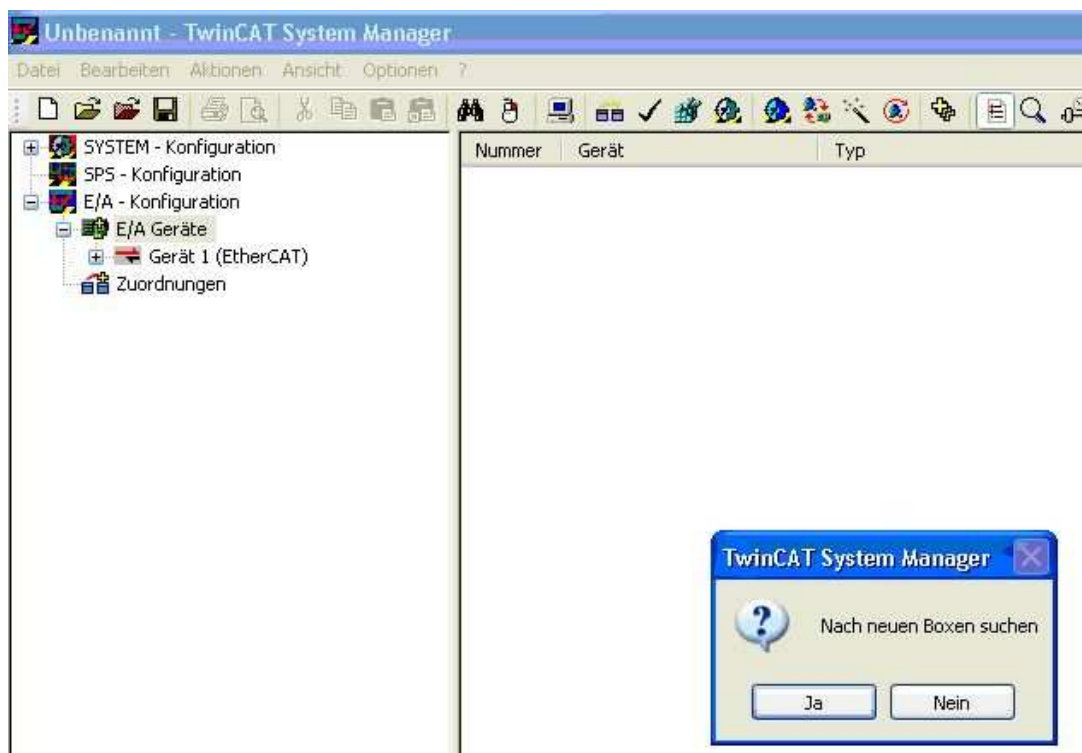 Unbenannt - TwinCAT System Manager
Datei Bearbeiten Aktionen Ansicht Optionen ?
SYSTEM - Konfiguration
SPS - Konfiguration
E/A - Konfiguration
E/A Geräte
Gerät 1 (EtherCAT)
Zuordnungen
Nummer Gerät Typ
TwinCAT System Manager
Nach neuen Boxen suchen
Ja Nein